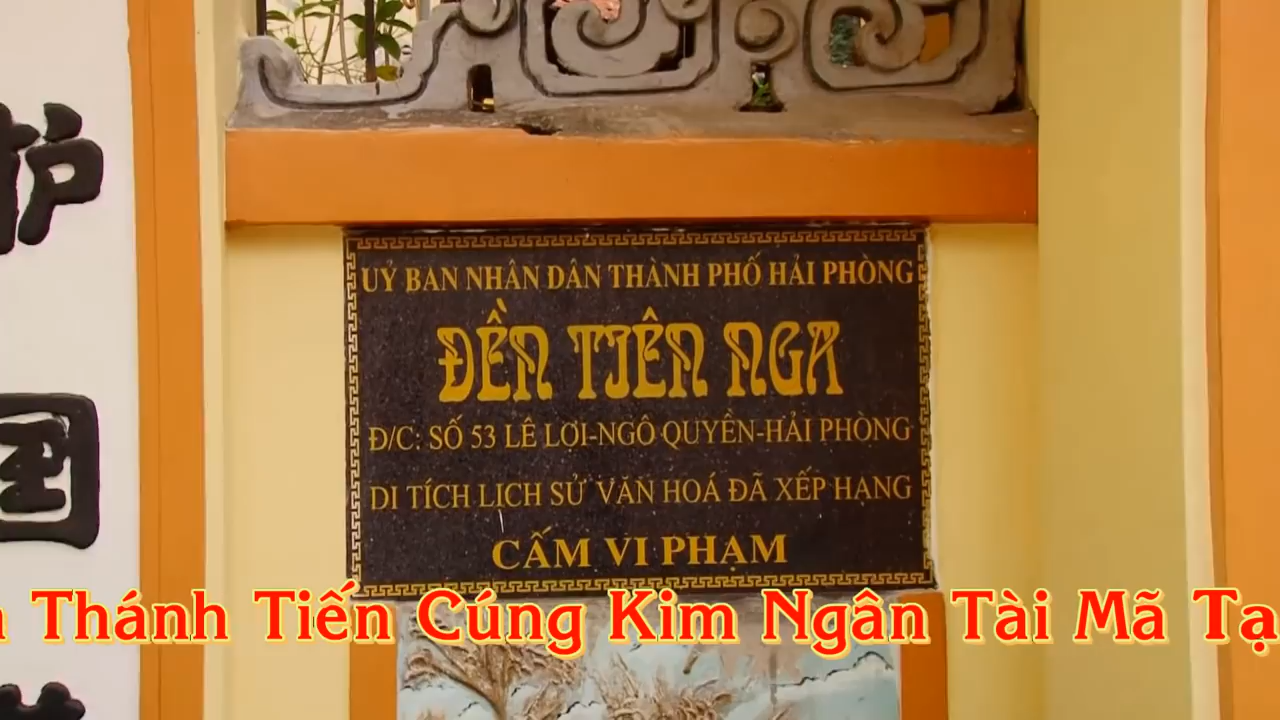 护
国
UỶ BAN NHÂN DÂN THÀNH PHỐ HẢI PHÒNG
ĐỀN TIÊN NGA
Đ/C: SỐ 53 LÊ LỢI-NGÔ QUYỀN-HẢI PHÒNG
DI TÍCH LỊCH SỬ VĂN HOÁ ĐÃ XẾP HẠNG
CẤM VI PHẠM
Thánh Tiến Cúng Kim Ngân Tài Mã Tạ